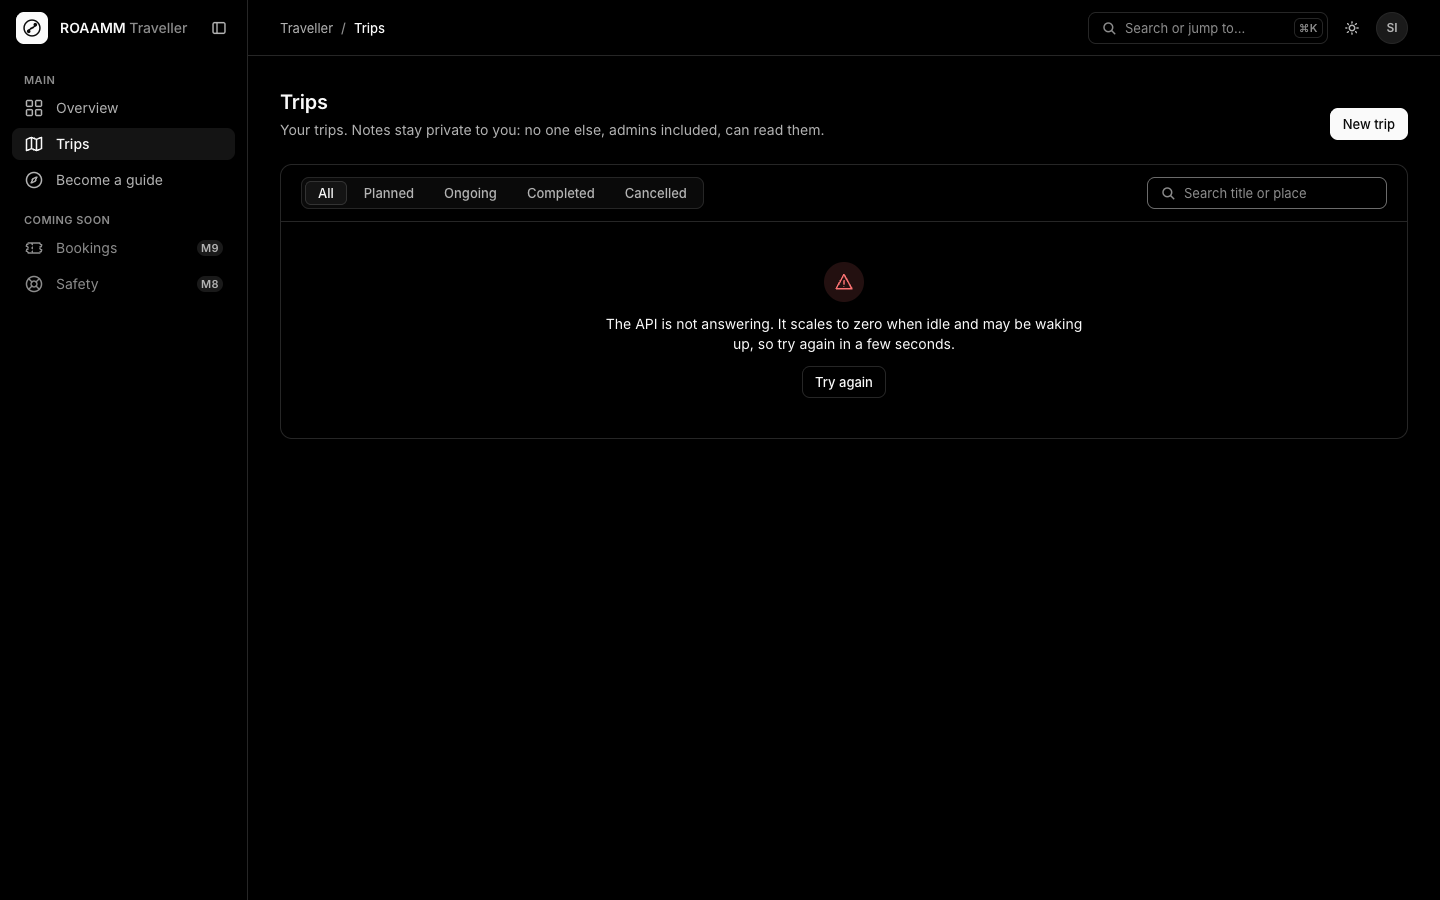 ROAAMM Traveller
MAIN
Overview
Trips
Become a guide
COMING SOON
Bookings M9
Safety M8
Traveller / Trips
Search or jump to... ⌘K
SI
Trips
Your trips. Notes stay private to you: no one else, admins included, can read them.
New trip
All Planned Ongoing Completed Cancelled
Search title or place
The API is not answering. It scales to zero when idle and may be waking
up, so try again in a few seconds.
Try again